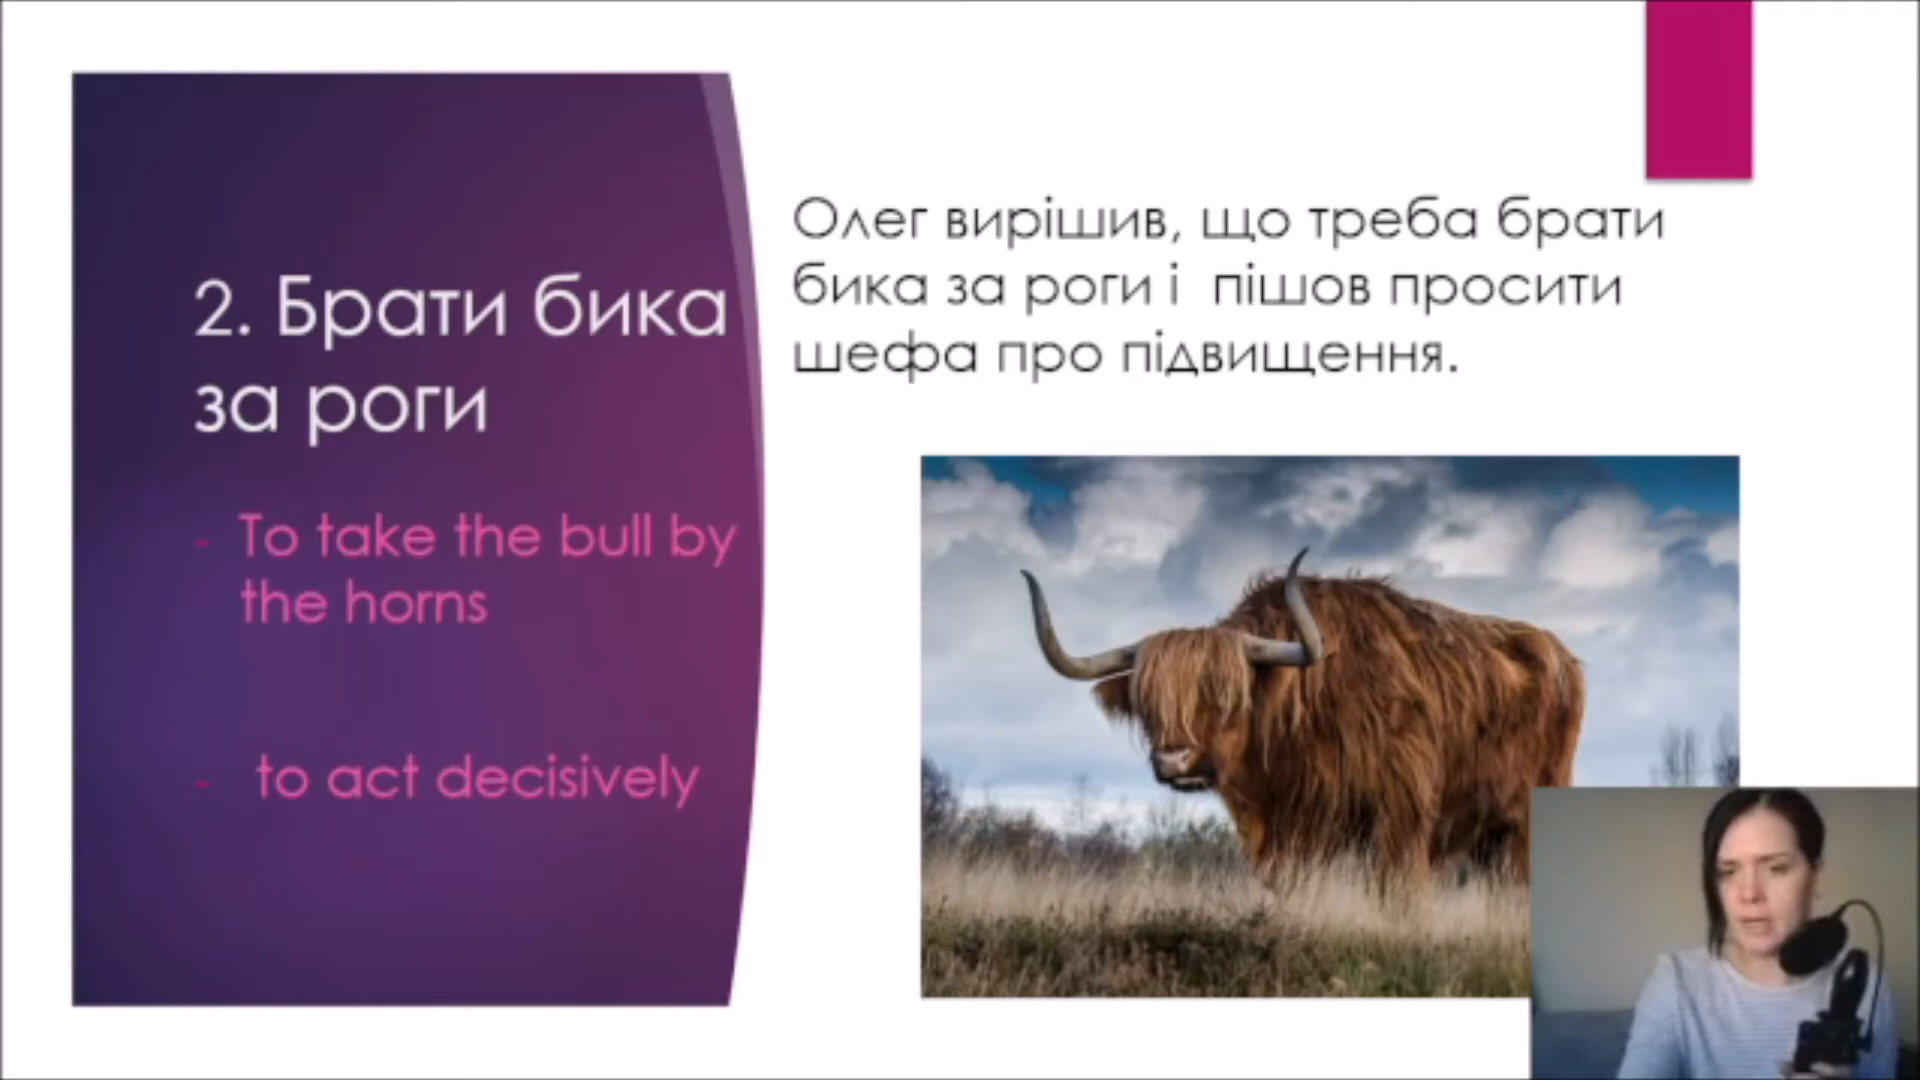 2. Брати бика
за роги
- To take the bull by
the horns
- to act decisively
Олег вирішив, що треба брати
бика за роги і пішов просити
шефа про підвищення.